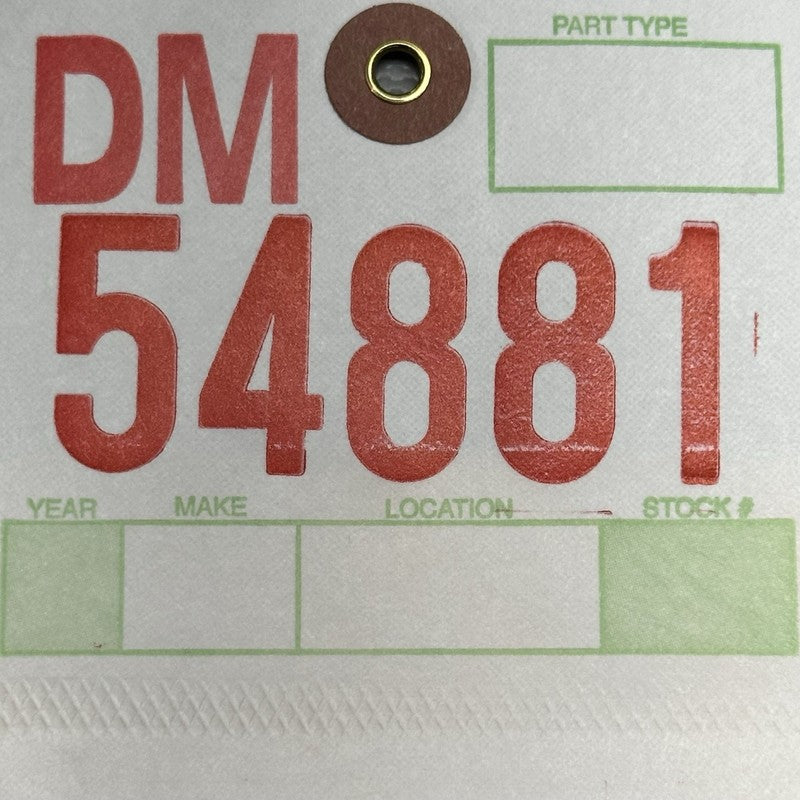 PART TYPE
DM
54881
YEAR MAKE LOCATION STOCK #